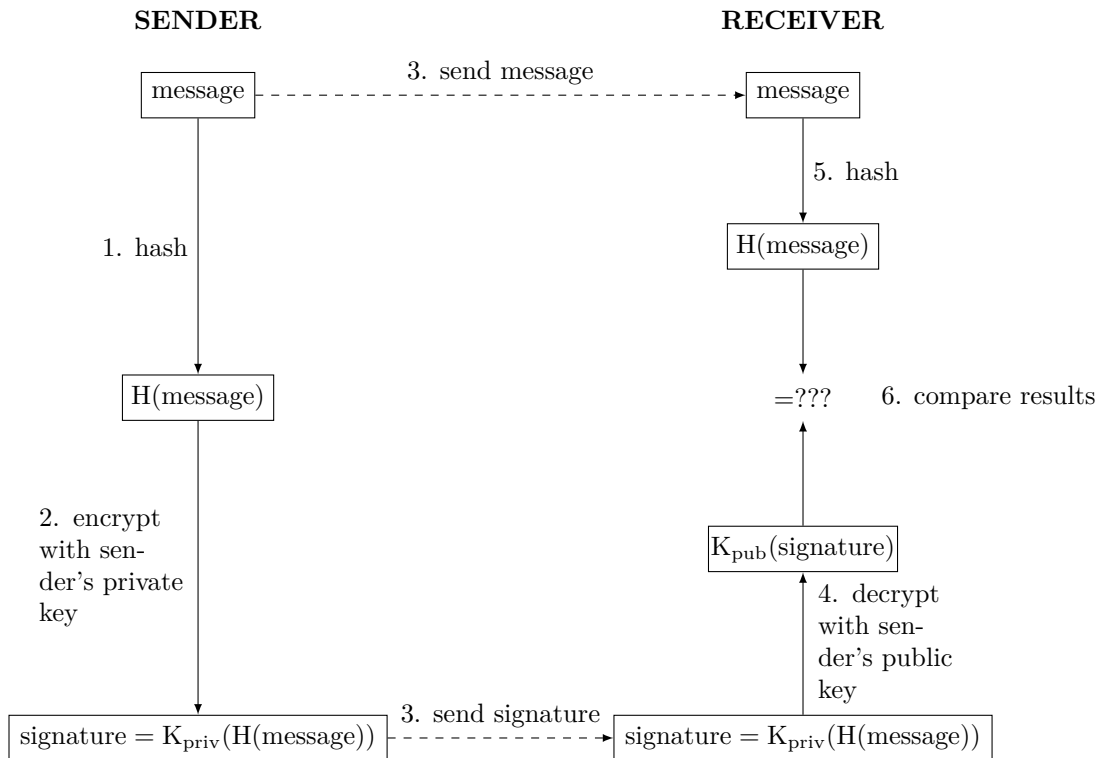 SENDER
RECEIVER
message
3. send message
message
5. hash
1. hash
H(message)
H(message)
=???
6. compare results
2. encrypt
with sen-
der's private
key
K_pub(signature)
4. decrypt
with sen-
der's public
key
signature = K_priv(H(message))
3. send signature
signature = K_priv(H(message))